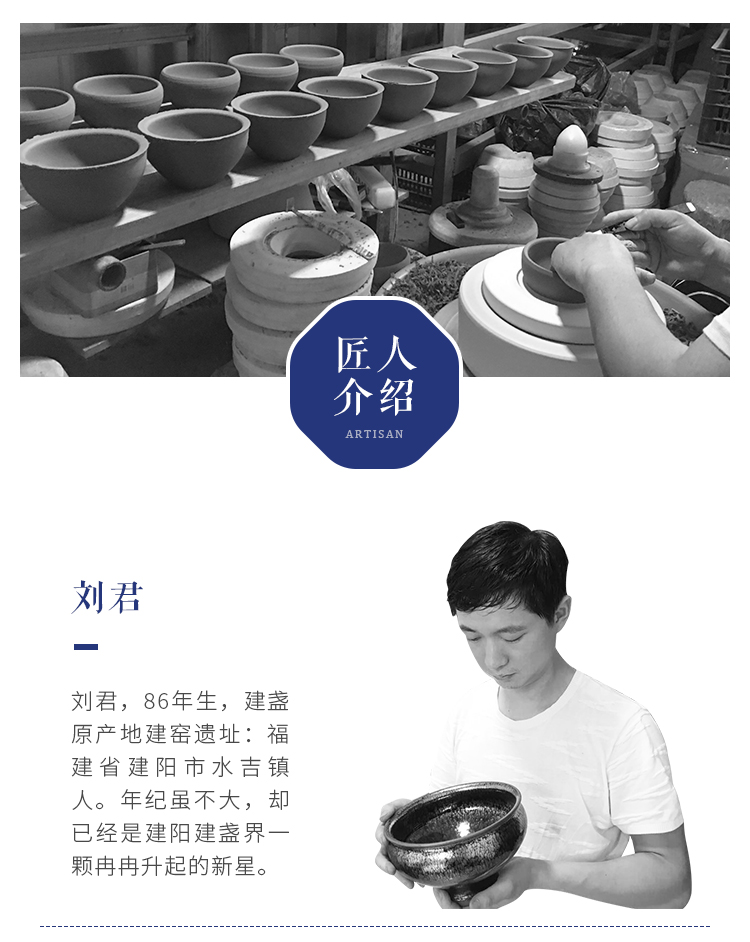 匠人
介绍
ARTISAN
刘君
刘君，86年生，建盏
原产地建窑遗址：福
建省建阳市水吉镇
人。年纪虽不大，却
已经是建阳建盏界一
颗冉冉升起的新星。